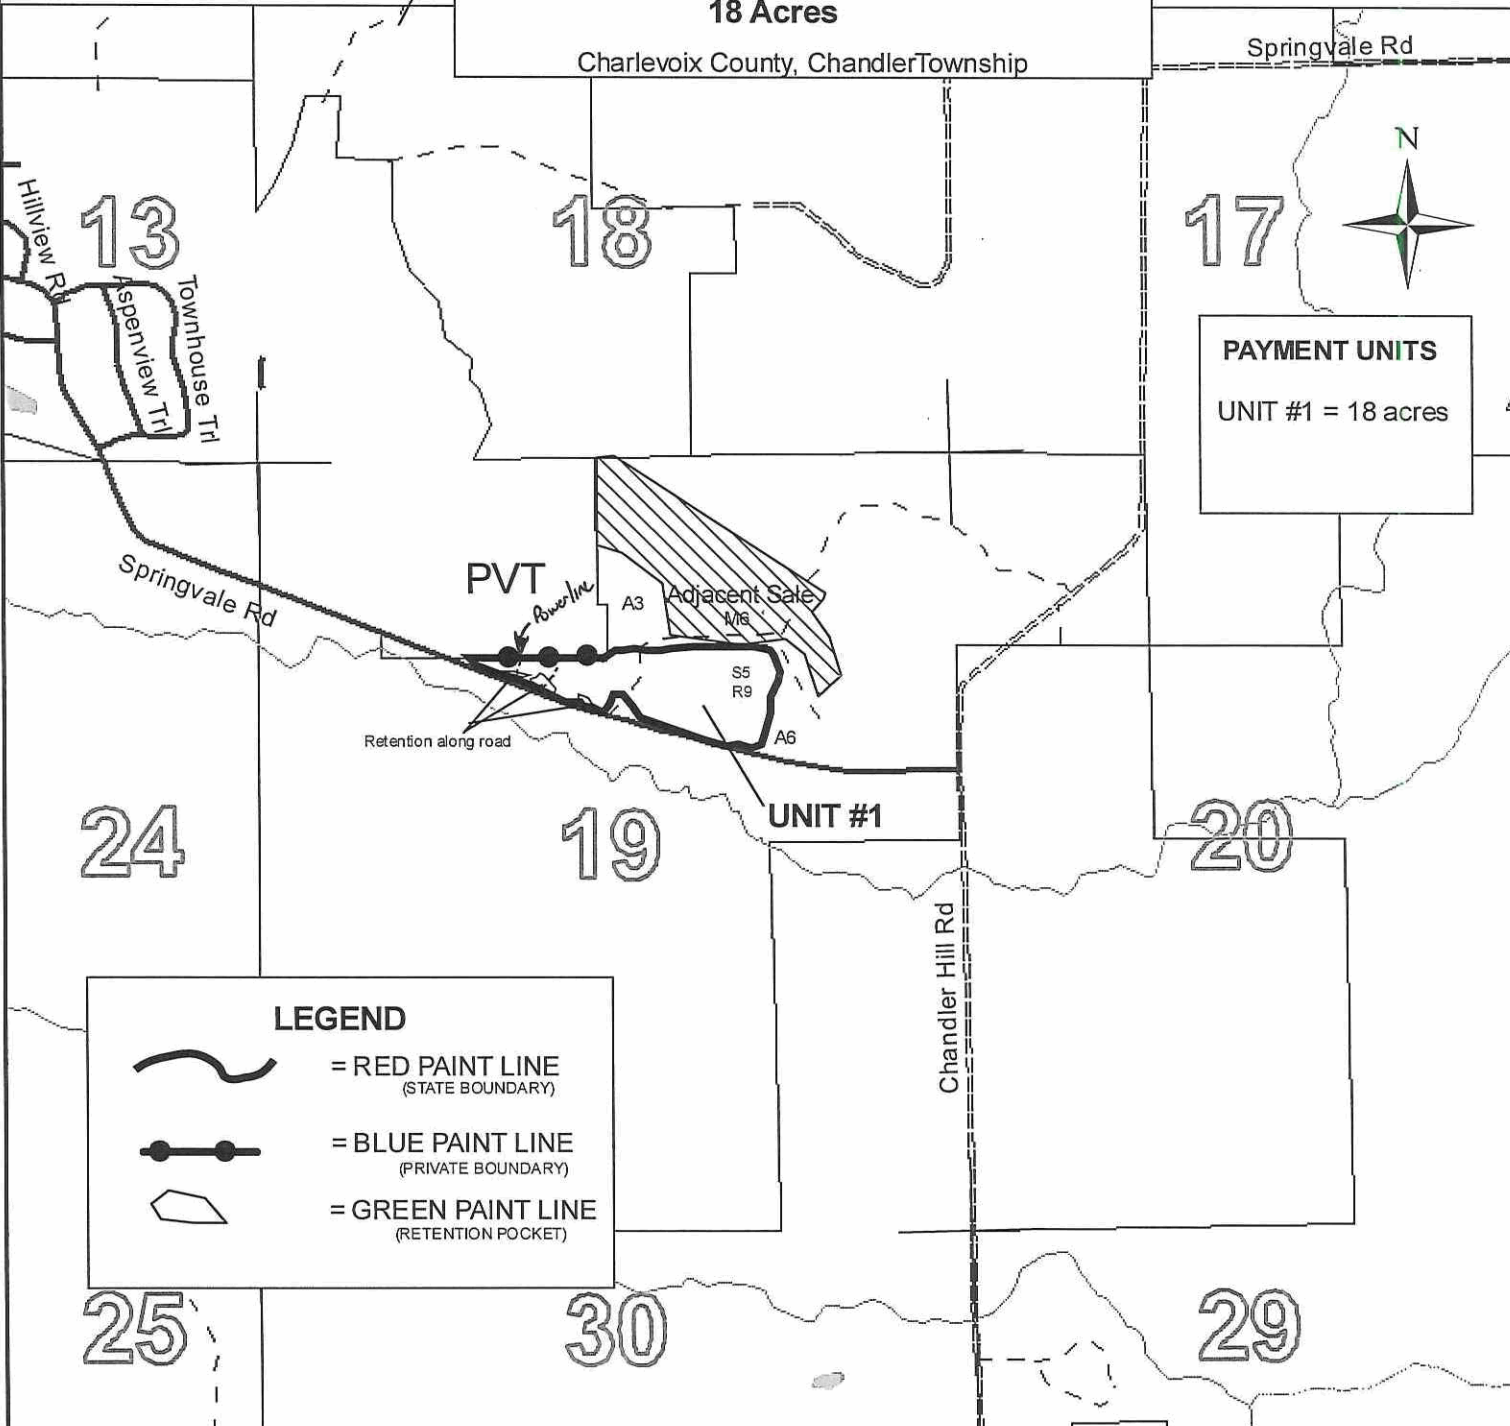 18 Acres
Charlevoix County, ChandlerTownship
Springvale Rd
N
13
18
17
Hillview Rd
Aspenview Trl
Townhouse Trl
PAYMENT UNITS
UNIT #1 = 18 acres
Springvale Rd
PVT
Powerline
A3
Adjacent Sale
M6
S5
R9
A6
Retention along road
UNIT #1
24
19
20
Chandler Hill Rd
LEGEND
= RED PAINT LINE
(STATE BOUNDARY)
= BLUE PAINT LINE
(PRIVATE BOUNDARY)
= GREEN PAINT LINE
(RETENTION POCKET)
25
30
29